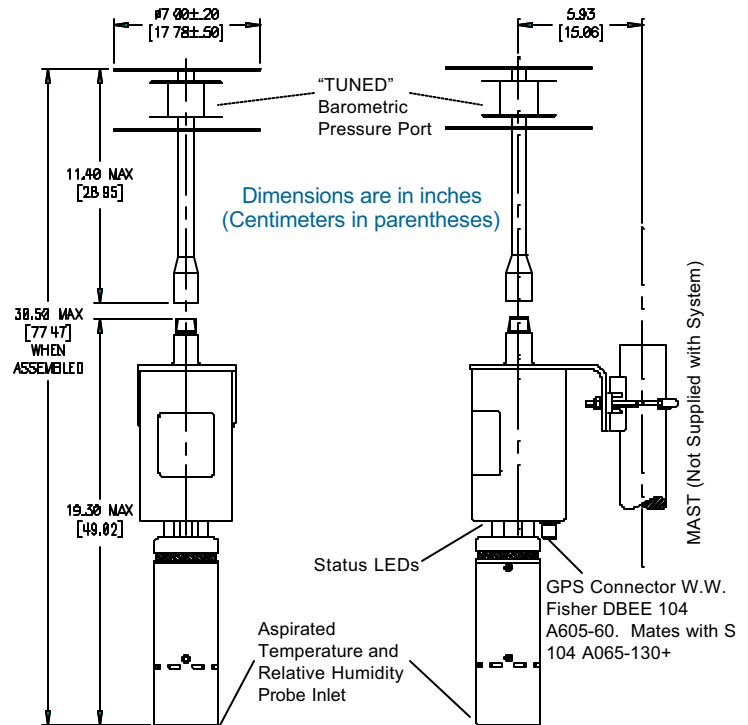 ø7.00±.20
[17.78±.50]
5.93
[15.06]
"TUNED"
Barometric
Pressure Port
11.40 MAX
[28.95]
Dimensions are in inches
(Centimeters in parentheses)
30.50 MAX
[77.47]
WHEN
ASSEMBLED
MAST (Not Supplied with System)
19.30 MAX
[49.02]
Status LEDs
GPS Connector W.W.
Fisher DBEE 104
A605-60. Mates with S
104 A065-130+
Aspirated
Temperature and
Relative Humidity
Probe Inlet